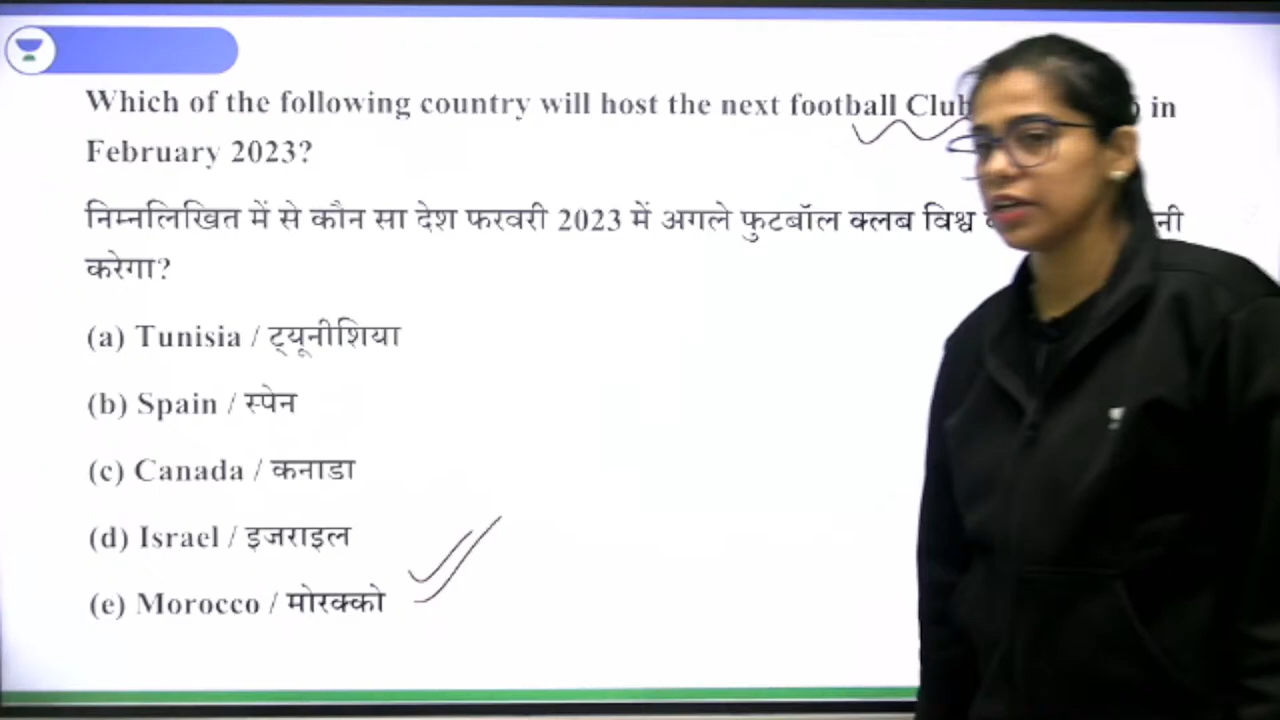 Which of the following country will host the next football Club in
February 2023?
निम्नलिखित में से कौन सा देश फरवरी 2023 में अगले फुटबॉल क्लब विश्व
करेगा?
(a) Tunisia / ट्यूनीशिया
(b) Spain / स्पेन
(c) Canada / कनाडा
(d) Israel / इजराइल
(e) Morocco / मोरक्को